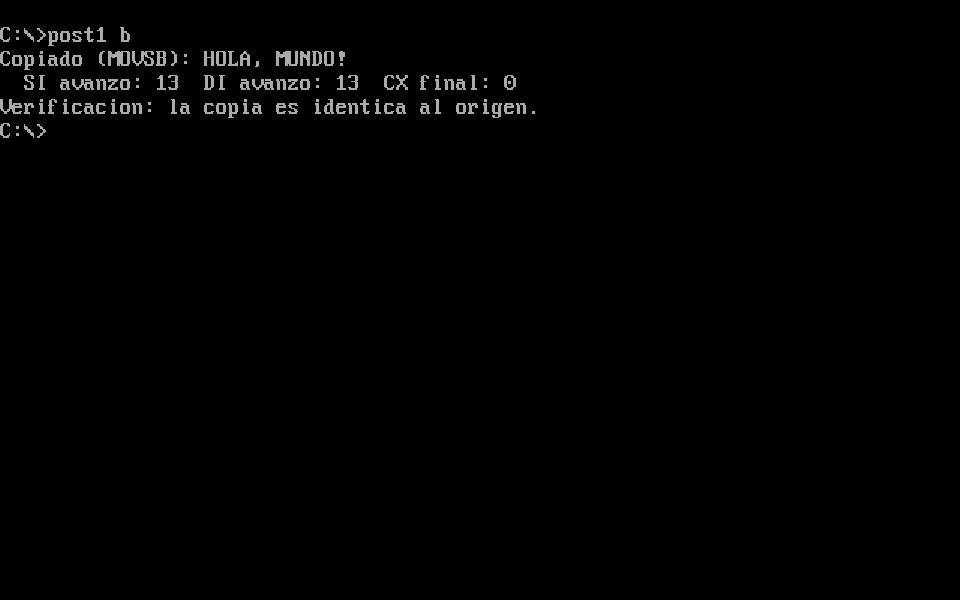 C:\>post1 b
Copiado (MOVSB): HOLA, MUNDO!
  SI avanzo: 13  DI avanzo: 13  CX final: 0
Verificacion: la copia es identica al origen.
C:\>